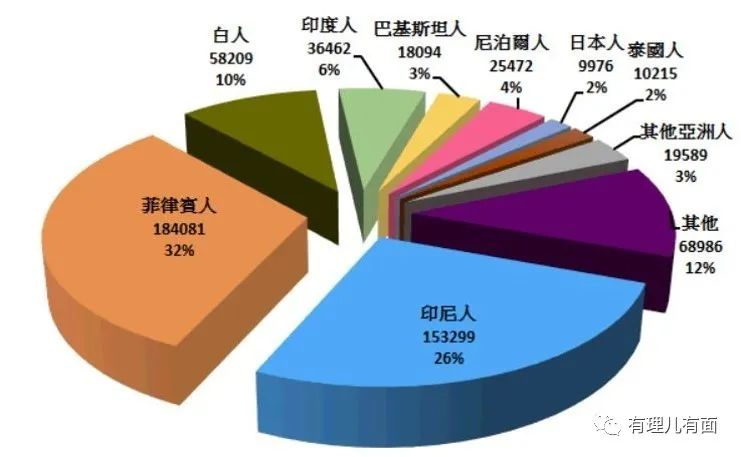 白人
58209
10%
印度人
36462
6%
巴基斯坦人
18094
3%
尼泊爾人
25472
4%
日本人
9976
2%
泰國人
10215
2%
其他亞洲人
19589
3%
其他
68986
12%
菲律賓人
184081
32%
印尼人
153299
26%
有理儿有面